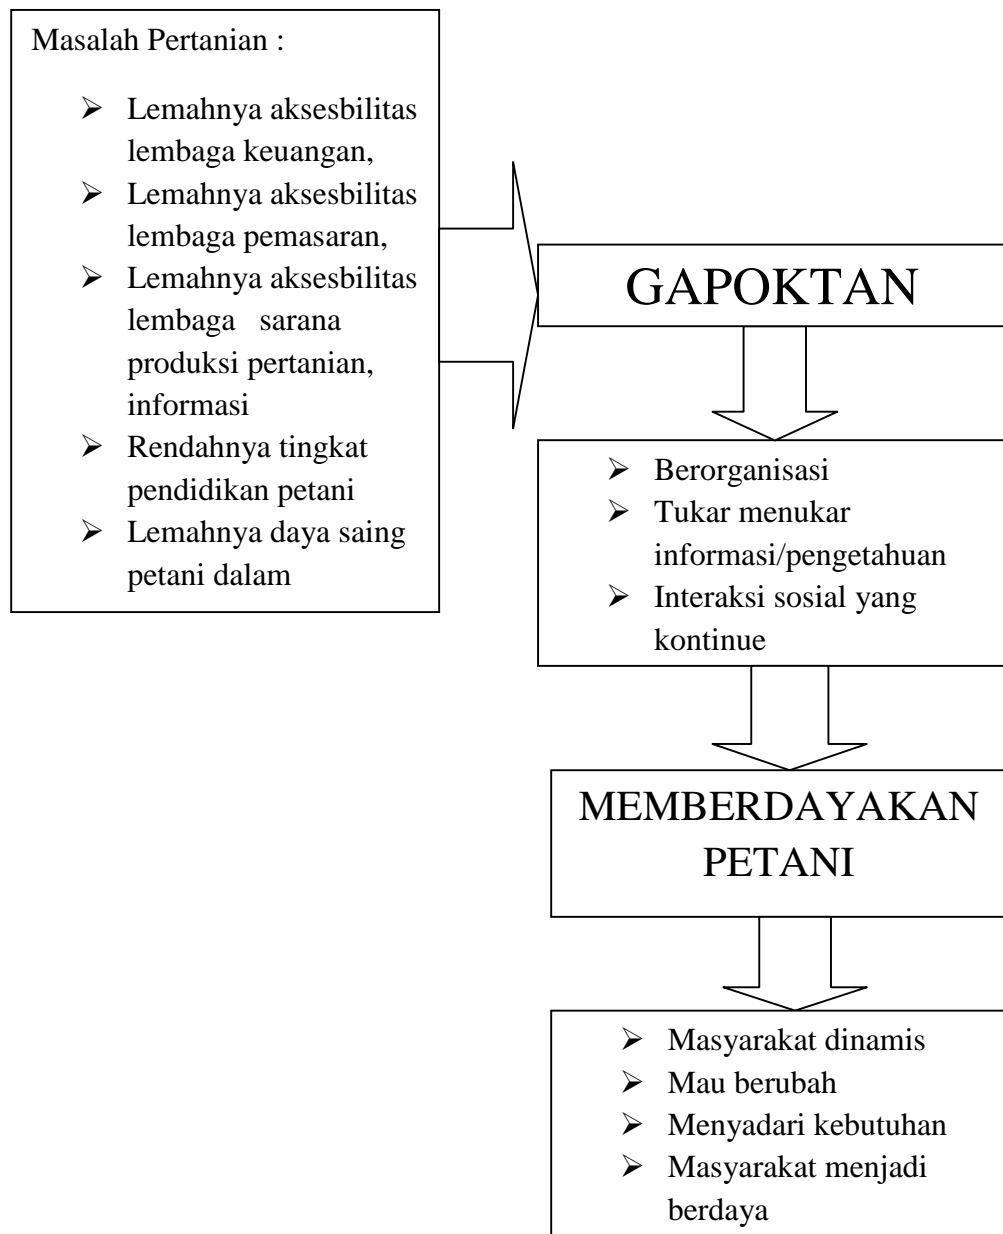 Masalah Pertanian :
➢ Lemahnya aksesbilitas
lembaga keuangan,
➢ Lemahnya aksesbilitas
lembaga pemasaran,
➢ Lemahnya aksesbilitas
lembaga sarana
produksi pertanian,
informasi
➢ Rendahnya tingkat
pendidikan petani
➢ Lemahnya daya saing
petani dalam
GAPOKTAN
➢ Berorganisasi
➢ Tukar menukar
informasi/pengetahuan
➢ Interaksi sosial yang
kontinue
MEMBERDAYAKAN
PETANI
➢ Masyarakat dinamis
➢ Mau berubah
➢ Menyadari kebutuhan
➢ Masyarakat menjadi
berdaya